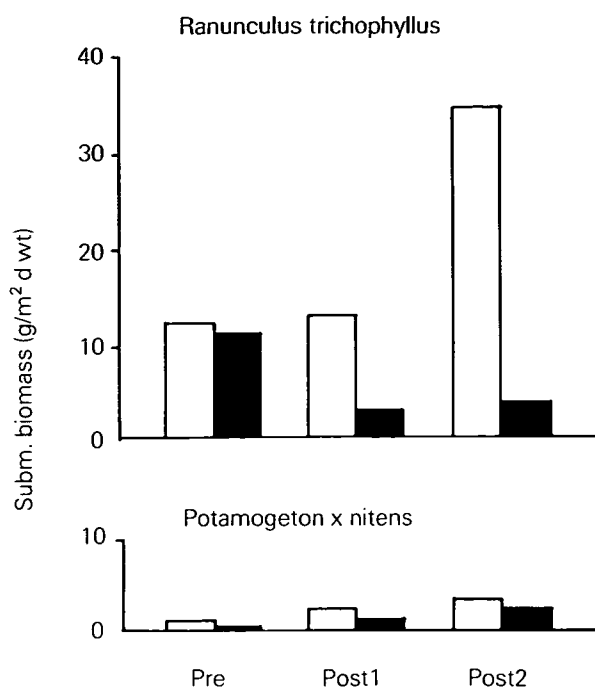 Ranunculus trichophyllus
40
30
20
10
0
Subm. biomass (g/m² d wt)
Potamogeton x nitens
10
0
Pre Post1 Post2